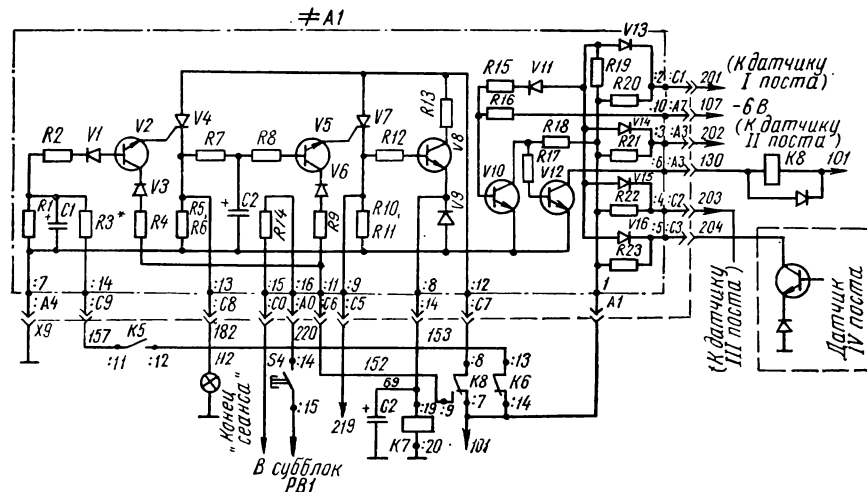 ≠A1
V13
R15 V11 R19 :2 :C1 201 (К датчику I поста)
R20
R16 :10 :A7 107 -6 В
R13
R2 V1 V2 V4 R7 R8 V5 V7 R12 V8
V14 :3 :A3 202 (К датчику II поста)
R18 R21
R17 :6 :A3 130 K8 101
V3 V6 V9 V10 V12 V15
R22 :4 :C2 203
R1 C1 R3* R4 R5, R6 C2 R14 R9 R10, R11
V16 :5 :C3 204
R23
:7 :14 :13 :15 :16 :11 :9 :8 :12 1
:A4 :C9 :C8 :C0 :A0 :C6 :C5 :14 :C7 A1
X9 157 K5 182 220 153
:11 :12
H2 S4 :14 152 :8 :13
69 K8 K6
:15 C2 :19 :9 :7 :14
"Конец сеанса"
219 K7 :20 101
В субблок
РВ1
(К датчику III поста)
Датчик IV поста